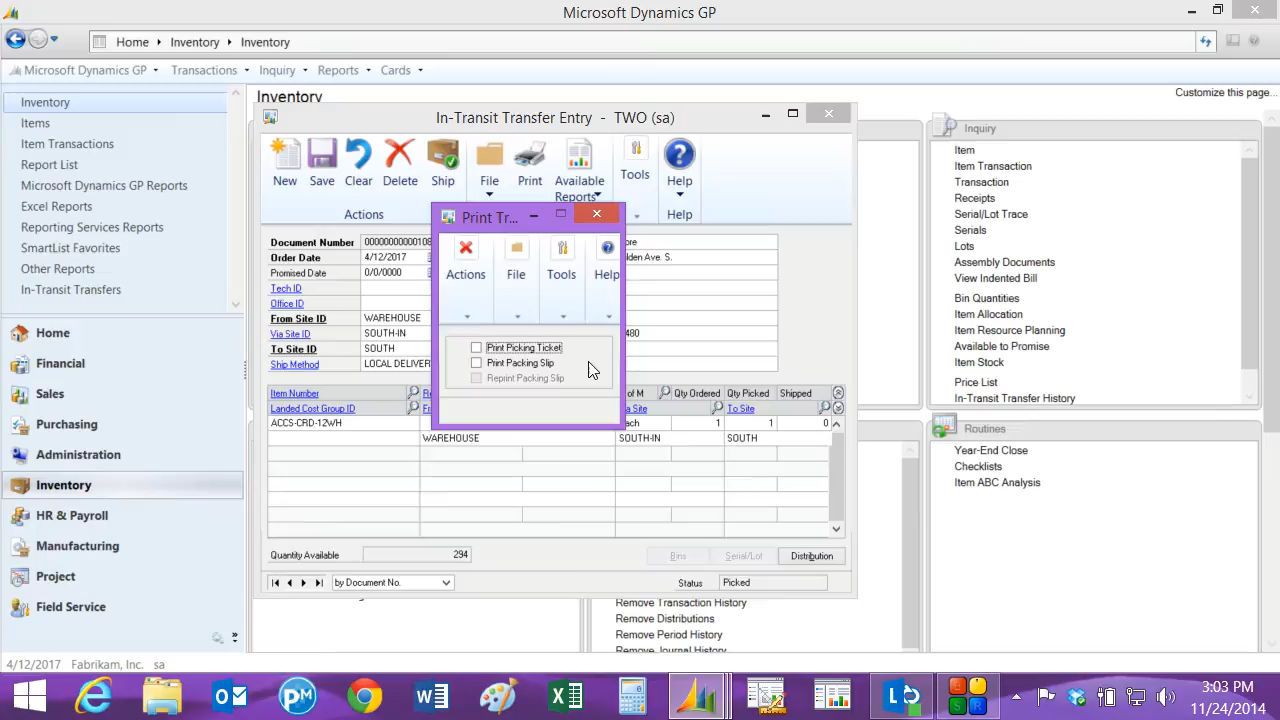 Microsoft Dynamics GP
Home Inventory Inventory
Microsoft Dynamics GP Transactions Inquiry Reports Cards
Customize this page...
Inventory
Items
Item Transactions
Report List
Microsoft Dynamics GP Reports
Excel Reports
Reporting Services Reports
SmartList Favorites
Other Reports
In-Transit Transfers
Home
Financial
Sales
Purchasing
Administration
Inventory
HR & Payroll
Manufacturing
Project
Field Service
Inventory
In-Transit Transfer Entry - TWO (sa)
New Save Clear Delete Ship File Print Available Reports Tools Help
Actions Help
Document Number
Order Date 4/12/2017
Promised Date 0/0/0000
Tech ID
Office ID
From Site ID WAREHOUSE
Via Site ID SOUTH-IN
To Site ID SOUTH
Ship Method
480
Item Number of M Qty Ordered Qty Picked Shipped
Landed Cost Group ID Site To Site
ACCS-CRD-12WH 1 1 0
WAREHOUSE SOUTH-IN SOUTH
Quantity Available 294 Bins Serial/Lot Distribution
by Document No. Status Picked
Print Tr...
Actions File Tools Help
Print Picking Ticket
Print Packing Slip
Reprint Packing Slip
Remove Transaction History
Remove Distributions
Remove Period History
Remove Journal History
Inquiry
Item
Item Transaction
Transaction
Receipts
Serial/Lot Trace
Serials
Lots
Assembly Documents
View Indented Bill
Bin Quantities
Item Allocation
Item Resource Planning
Available to Promise
Item Stock
Price List
In-Transit Transfer History
Routines
Year-End Close
Checklists
Item ABC Analysis
4/12/2017 Fabrikam, Inc. sa
3:03 PM
11/24/2014